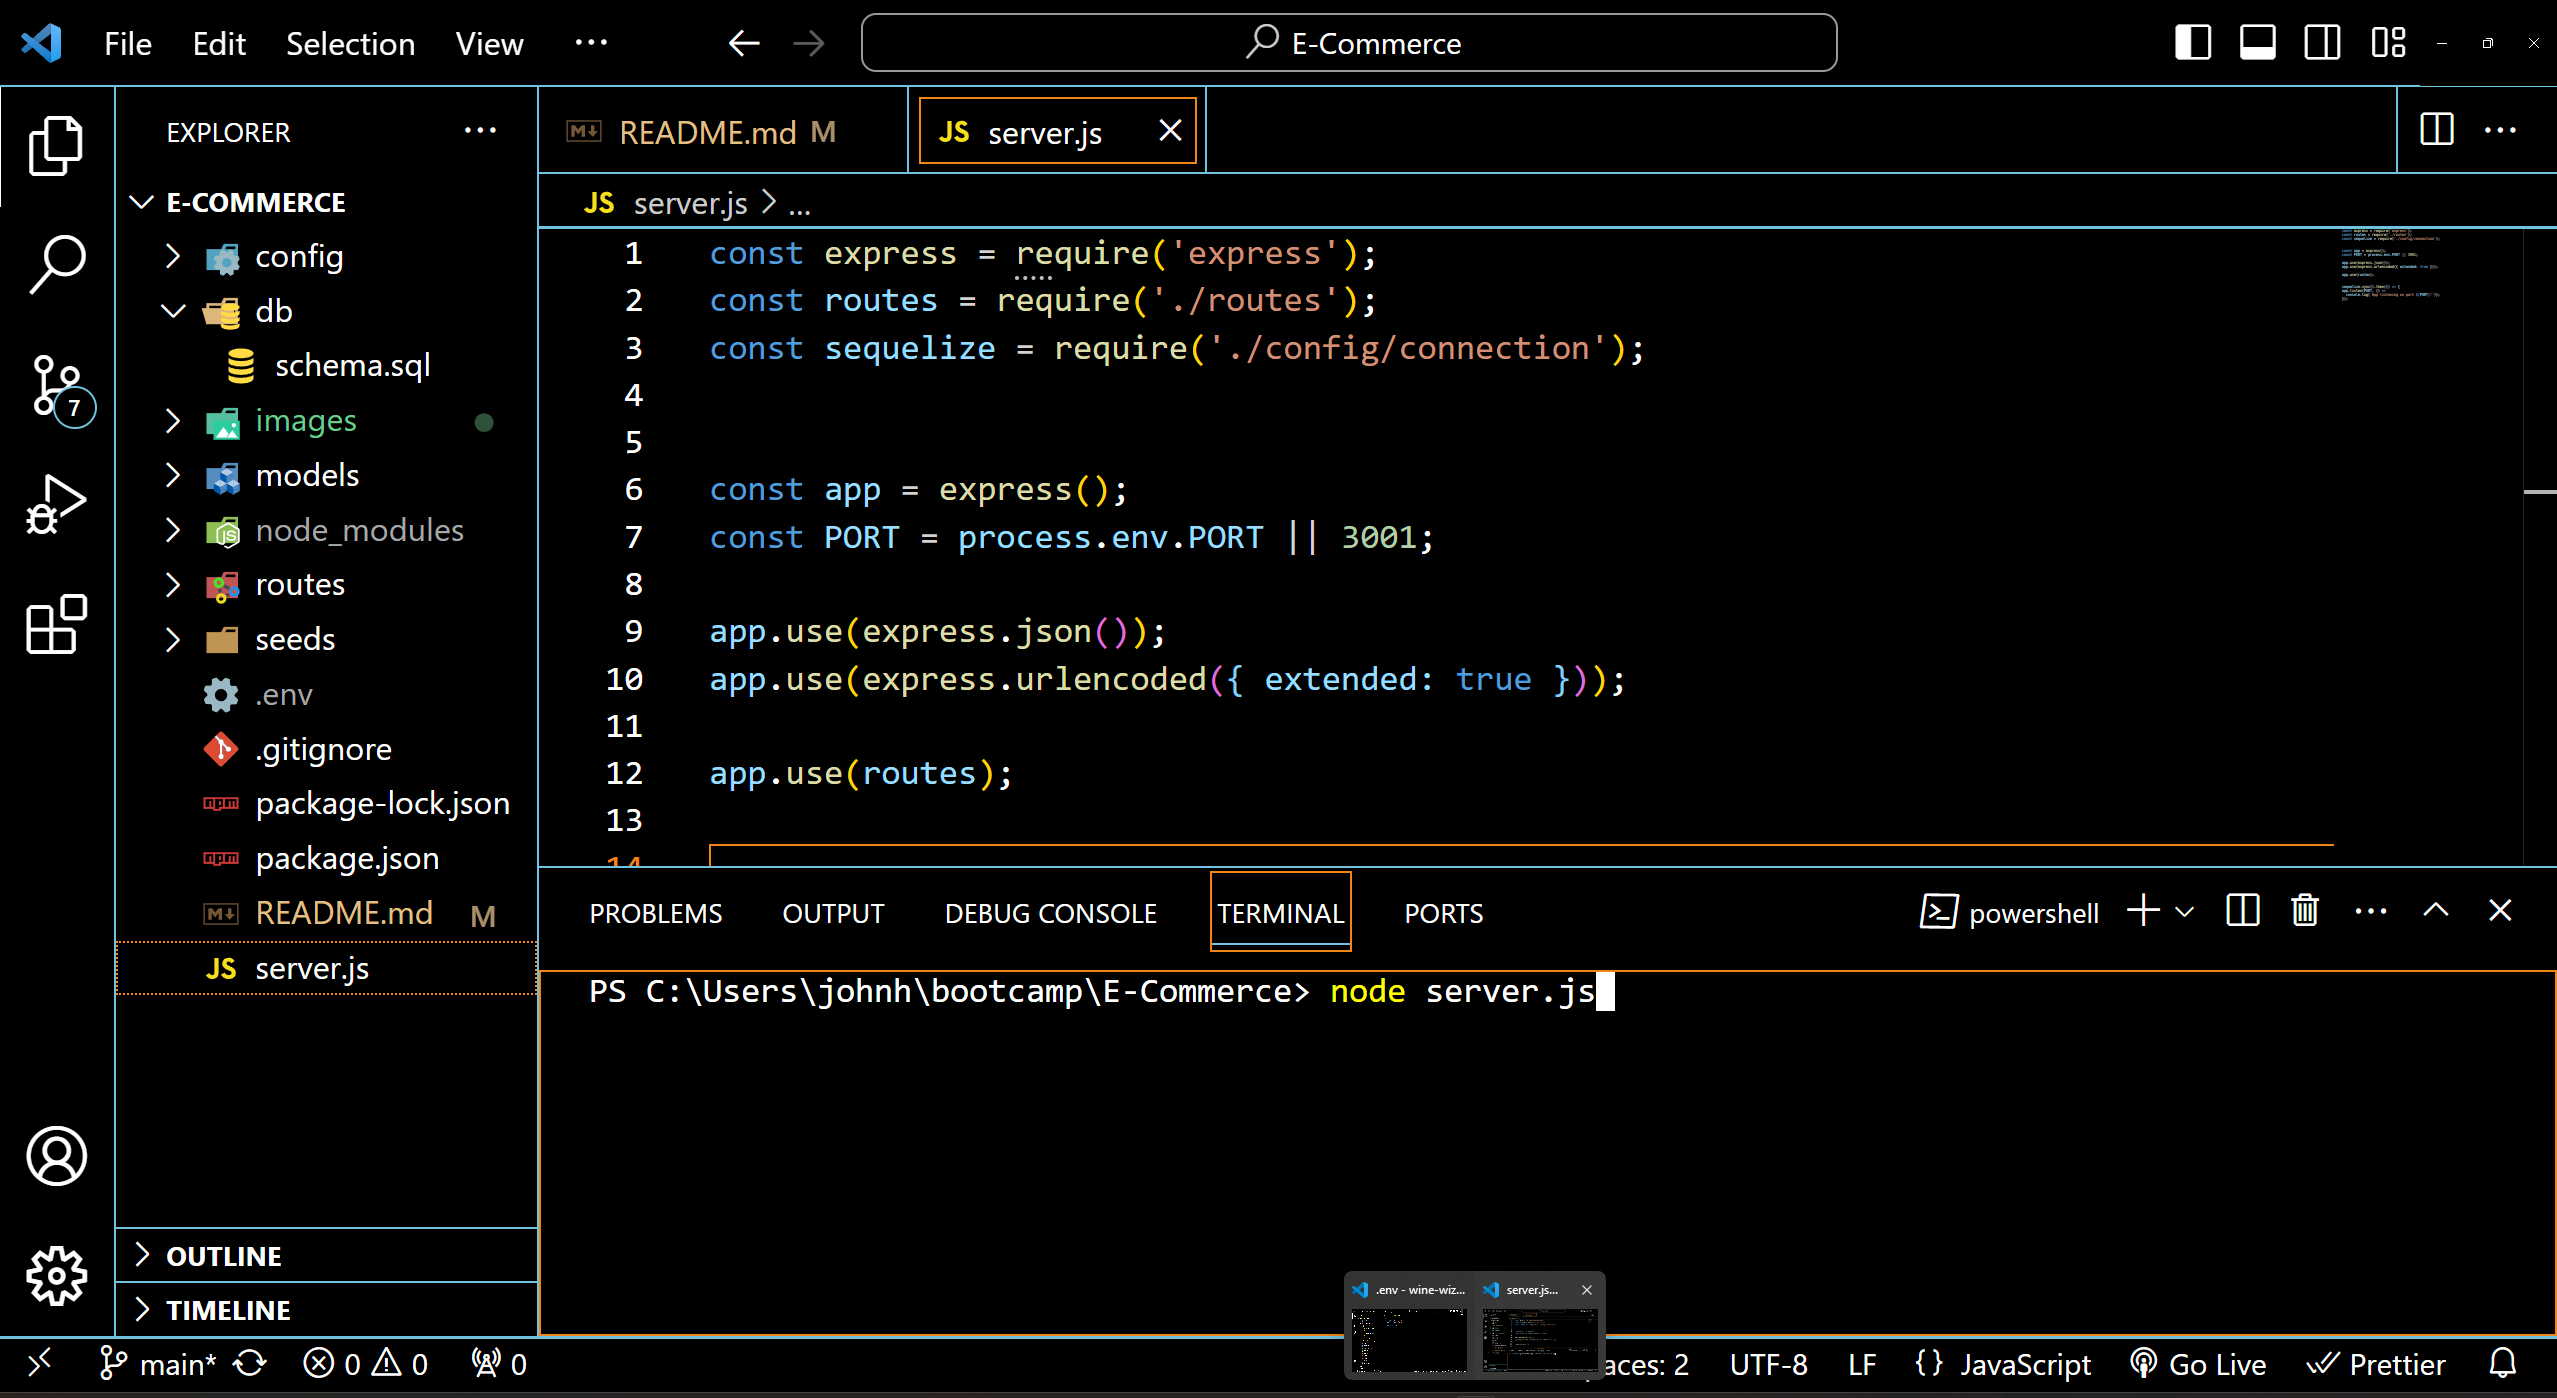 File Edit Selection View ··· E-Commerce
EXPLORER ···
E-COMMERCE
config
db
schema.sql
images
models
node_modules
routes
seeds
.env
.gitignore
package-lock.json
package.json
README.md M
server.js
OUTLINE
TIMELINE
7
README.md M
JS server.js
JS server.js > ...
1 const express = require('express');
2 const routes = require('./routes');
3 const sequelize = require('./config/connection');
4
5
6 const app = express();
7 const PORT = process.env.PORT || 3001;
8
9 app.use(express.json());
10 app.use(express.urlencoded({ extended: true }));
11
12 app.use(routes);
13
14
PROBLEMS OUTPUT DEBUG CONSOLE TERMINAL PORTS powershell
PS C:\Users\johnh\bootcamp\E-Commerce> node server.js
.env - wine-wiz... server.js...
main* 0 0 0 aces: 2 UTF-8 LF {} JavaScript Go Live Prettier